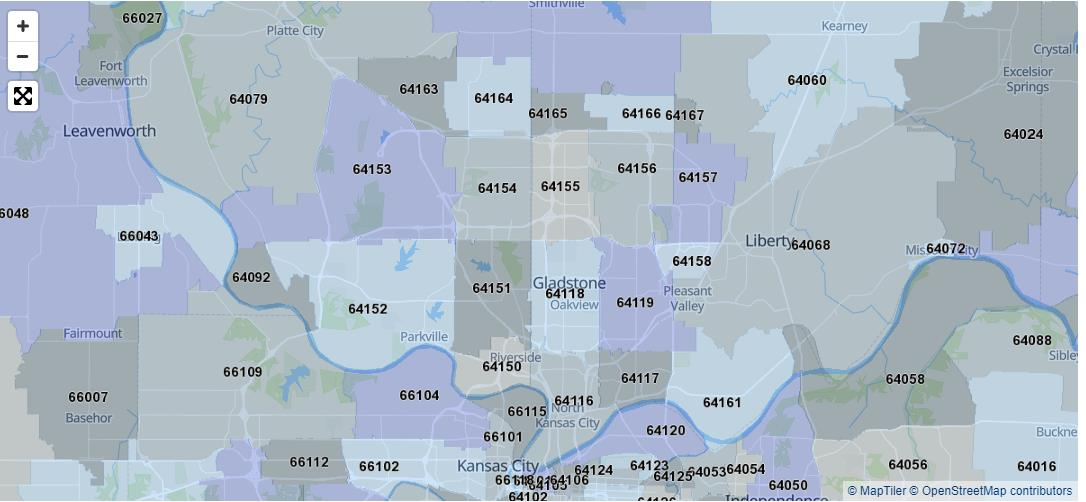 Smithville
66027
+
Platte City
Kearney
−
Crystal
Fort
Leavenworth
64163
64060
Excelsior
Springs
64079
64164
64165
64166
64167
Leavenworth
64024
64153
64156
64157
64154
64155
6048
66043
Liberty
64068
Missouri City
64072
64158
64092
64151
Gladstone
64118
Oakview
64119
Pleasant
Valley
64152
Fairmount
Parkville
64088
Sibley
Riverside
64150
66109
64117
64058
66007
66104
64116
64161
Basehor
66115
North
Kansas City
66101
64120
Buckner
66112
66102
Kansas City
64124
64123
64125
64053
64054
64056
64016
64106
64105
64102
64126
Independence
64050
© MapTiler © OpenStreetMap contributors